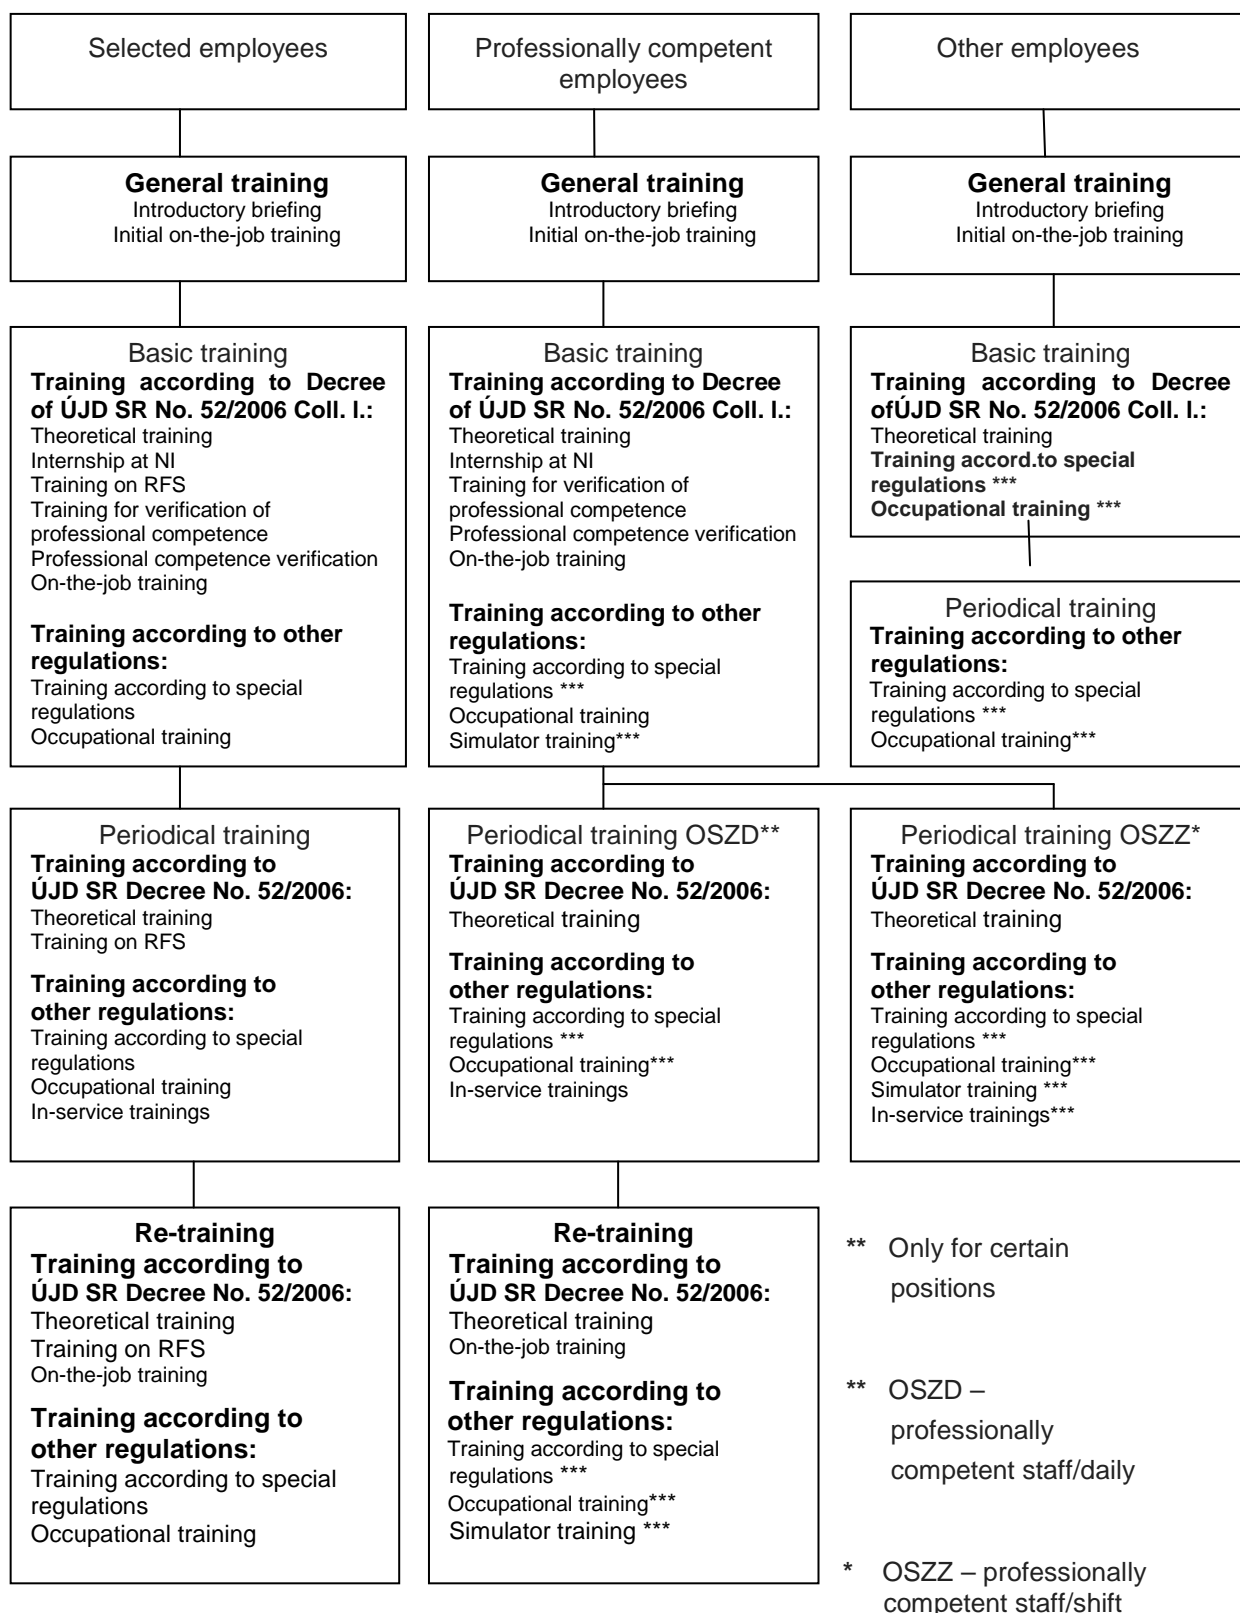 Selected employees
Professionally competent
employees
Other employees
General training
Introductory briefing
Initial on-the-job training
General training
Introductory briefing
Initial on-the-job training
General training
Introductory briefing
Initial on-the-job training
Basic training
Training according to Decree
of ÚJD SR No. 52/2006 Coll. l.:
Theoretical training
Internship at NI
Training on RFS
Training for verification of
professional competence
Professional competence verification
On-the-job training
Training according to other
regulations:
Training according to special
regulations
Occupational training
Basic training
Training according to Decree
of ÚJD SR No. 52/2006 Coll. l.:
Theoretical training
Internship at NI
Training for verification of
professional competence
Professional competence verification
On-the-job training
Training according to other
regulations:
Training according to special
regulations ***
Occupational training
Simulator training***
Basic training
Training according to Decree
ofÚJD SR No. 52/2006 Coll. l.:
Theoretical training
Training accord.to special
regulations ***
Occupational training ***
Periodical training
Training according to other
regulations:
Training according to special
regulations ***
Occupational training***
Periodical training
Training according to
ÚJD SR Decree No. 52/2006:
Theoretical training
Training on RFS
Training according to
other regulations:
Training according to special
regulations
Occupational training
In-service trainings
Periodical training OSZD**
Training according to
ÚJD SR Decree No. 52/2006:
Theoretical training
Training according to
other regulations:
Training according to special
regulations ***
Occupational training***
In-service trainings
Periodical training OSZZ*
Training according to
ÚJD SR Decree No. 52/2006:
Theoretical training
Training according to
other regulations:
Training according to special
regulations ***
Occupational training***
Simulator training ***
In-service trainings***
Re-training
Training according to
ÚJD SR Decree No. 52/2006:
Theoretical training
Training on RFS
On-the-job training
Training according to
other regulations:
Training according to special
regulations
Occupational training
Re-training
Training according to
ÚJD SR Decree No. 52/2006:
Theoretical training
On-the-job training
Training according to
other regulations:
Training according to special
regulations ***
Occupational training***
Simulator training ***
** Only for certain
positions
** OSZD –
professionally
competent staff/daily
* OSZZ – professionally
competent staff/shift